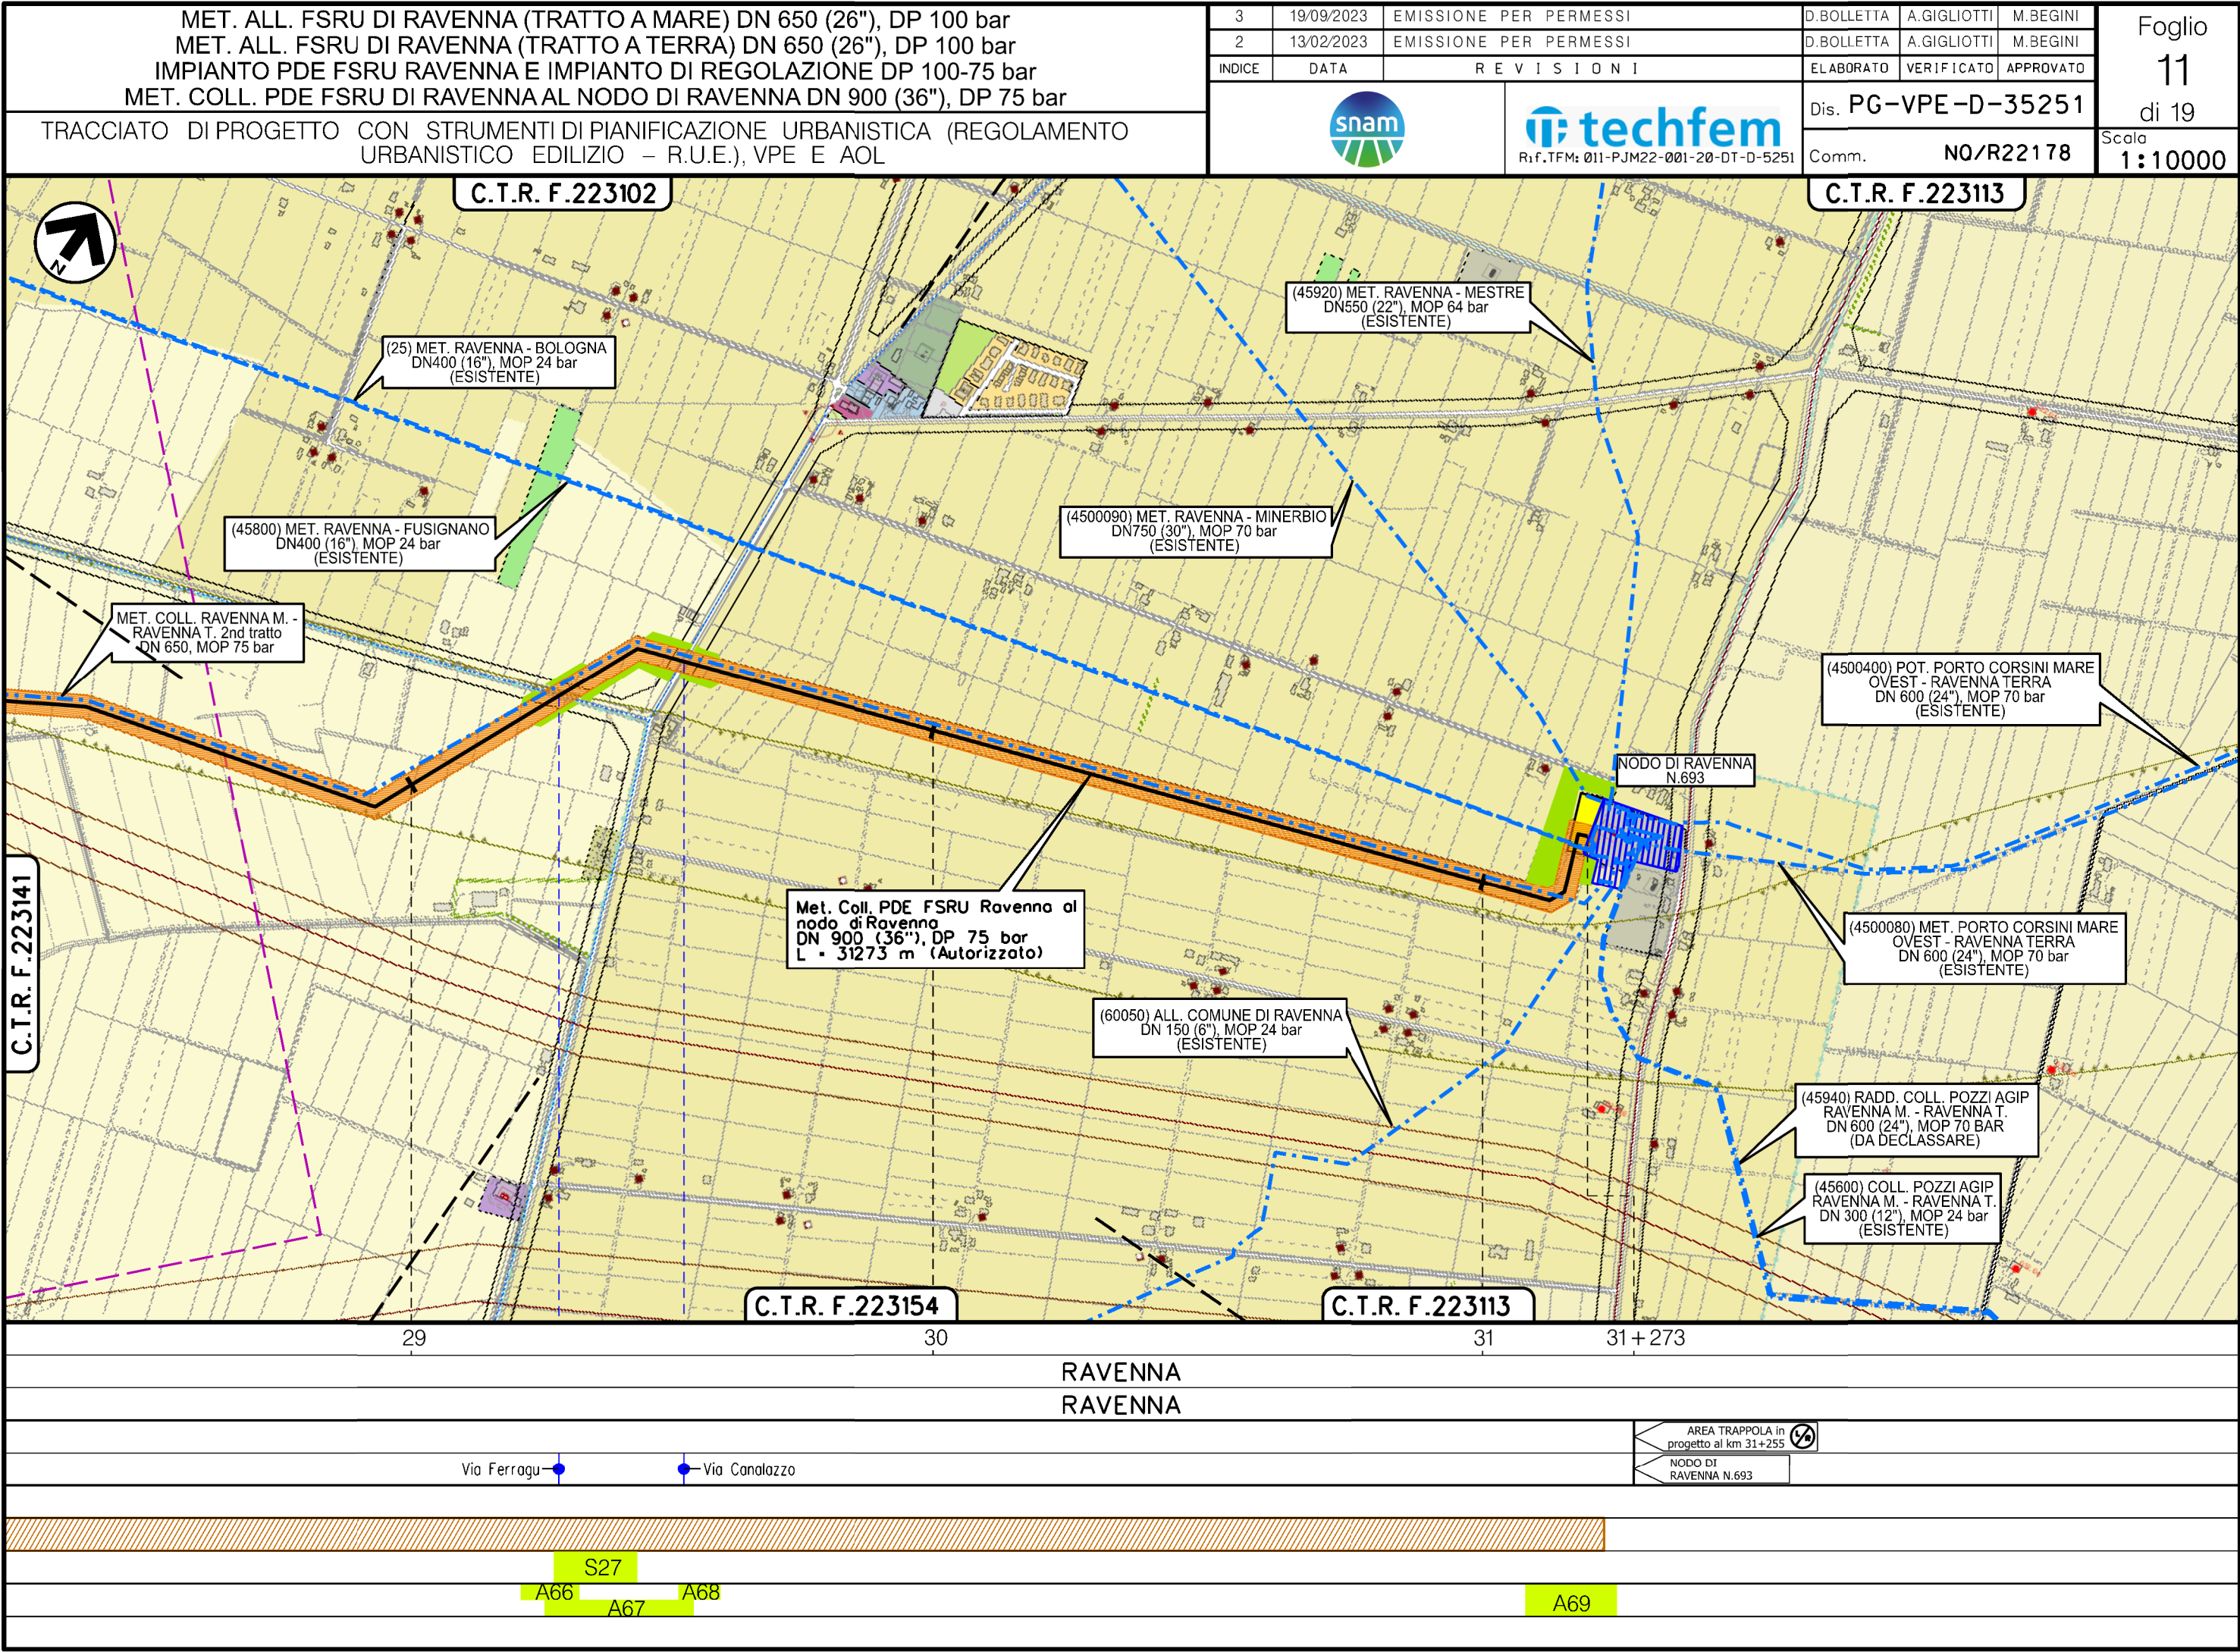 MET. ALL. FSRU DI RAVENNA (TRATTO A MARE) DN 650 (26"), DP 100 bar
MET. ALL. FSRU DI RAVENNA (TRATTO A TERRA) DN 650 (26"), DP 100 bar
IMPIANTO PDE FSRU RAVENNA E IMPIANTO DI REGOLAZIONE DP 100-75 bar
MET. COLL. PDE FSRU DI RAVENNA AL NODO DI RAVENNA DN 900 (36"), DP 75 bar
TRACCIATO DI PROGETTO CON STRUMENTI DI PIANIFICAZIONE URBANISTICA (REGOLAMENTO
URBANISTICO EDILIZIO – R.U.E.), VPE E AOL
3 19/09/2023 EMISSIONE PER PERMESSI D.BOLLETTA A.GIGLIOTTI M.BEGINI
2 13/02/2023 EMISSIONE PER PERMESSI D.BOLLETTA A.GIGLIOTTI M.BEGINI
INDICE DATA REVISIONI ELABORATO VERIFICATO APPROVATO
snam
techfem
Rif.TFM: 011-PJM22-001-20-DT-D-5251
Dis. PG-VPE-D-35251
Comm. NQ/R22178
Foglio
11
di 19
Scala
1:10000
C.T.R. F.223102
C.T.R. F.223113
N
(25) MET. RAVENNA - BOLOGNA
DN400 (16"), MOP 24 bar
(ESISTENTE)
(45920) MET. RAVENNA - MESTRE
DN550 (22"), MOP 64 bar
(ESISTENTE)
(45800) MET. RAVENNA - FUSIGNANO
DN400 (16"), MOP 24 bar
(ESISTENTE)
(4500090) MET. RAVENNA - MINERBIO
DN750 (30"), MOP 70 bar
(ESISTENTE)
MET. COLL. RAVENNA M. -
RAVENNA T. 2nd tratto
DN 650, MOP 75 bar
(4500400) POT. PORTO CORSINI MARE
OVEST - RAVENNA TERRA
DN 600 (24"), MOP 70 bar
(ESISTENTE)
NODO DI RAVENNA
N.693
C.T.R. F.223141
Met. Coll. PDE FSRU Ravenna al
nodo di Ravenna
DN 900 (36"), DP 75 bar
L = 31273 m (Autorizzato)
(4500080) MET. PORTO CORSINI MARE
OVEST - RAVENNA TERRA
DN 600 (24"), MOP 70 bar
(ESISTENTE)
(60050) ALL. COMUNE DI RAVENNA
DN 150 (6"), MOP 24 bar
(ESISTENTE)
(45940) RADD. COLL. POZZI AGIP
RAVENNA M. - RAVENNA T.
DN 600 (24"), MOP 70 BAR
(DA DECLASSARE)
(45600) COLL. POZZI AGIP
RAVENNA M. - RAVENNA T.
DN 300 (12"), MOP 24 bar
(ESISTENTE)
C.T.R. F.223154
C.T.R. F.223113
29 30 31 31+273
RAVENNA
RAVENNA
AREA TRAPPOLA in
progetto al km 31+255
L/R
Via Ferragu
Via Canalazzo
NODO DI
RAVENNA N.693
S27
A66
A68
A67
A69